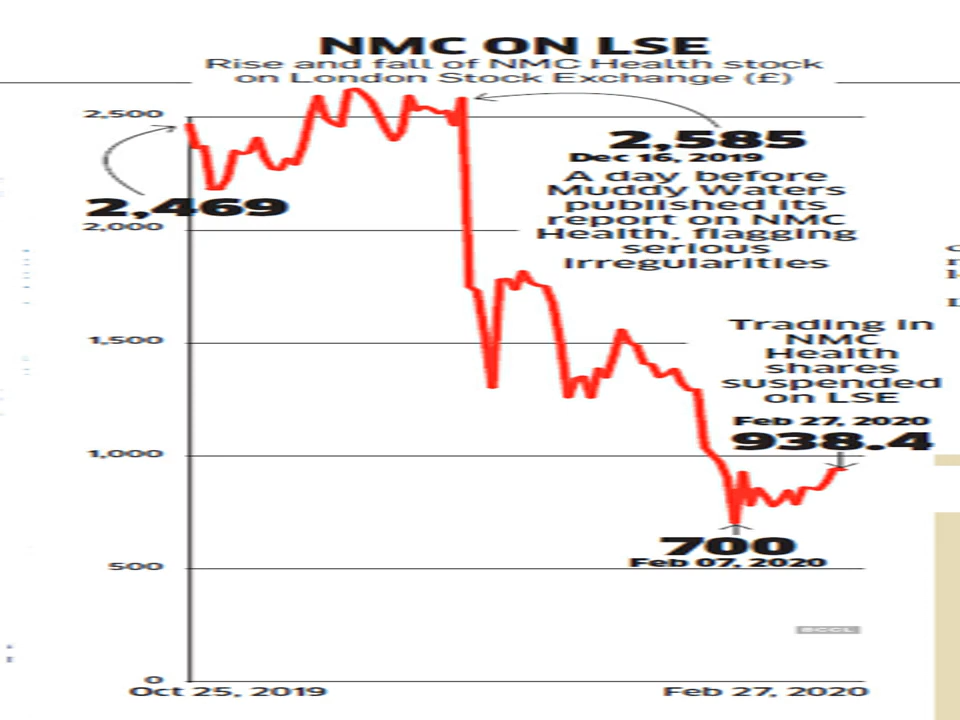 NMC ON LSE
Rise and fall of NMC Health stock
on London Stock Exchange (£)
2,500
2,585
Dec 16, 2019
A day before
Muddy Waters
published its
report on NMC
Health, flagging
serious
irregularities
2,469
2,000
Trading in
NMC
Health
shares
suspended
on LSE
Feb 27, 2020
938.4
1,500
1,000
700
Feb 07, 2020
500
0
Oct 25, 2019
Feb 27, 2020